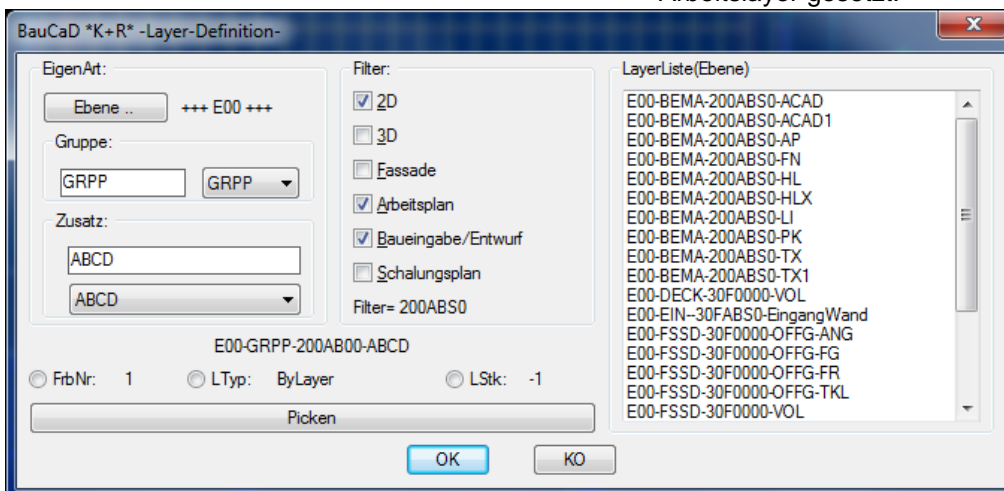 Arbeitslayer gesetzt.
BauCaD *K+R* -Layer-Definition-
EigenArt:
Ebene ..
+++ E00 +++
Gruppe:
GRPP
GRPP
Zusatz:
ABCD
ABCD
Filter:
2D
3D
Fassade
Arbeitsplan
Baueingabe/Entwurf
Schalungsplan
Filter= 200ABS0
E00-GRPP-200AB00-ABCD
FrbNr: 1
LTyp: ByLayer
LStk: -1
Picken
LayerListe(Ebene)
E00-BEMA-200ABS0-ACAD
E00-BEMA-200ABS0-ACAD1
E00-BEMA-200ABS0-AP
E00-BEMA-200ABS0-FN
E00-BEMA-200ABS0-HL
E00-BEMA-200ABS0-HLX
E00-BEMA-200ABS0-LI
E00-BEMA-200ABS0-PK
E00-BEMA-200ABS0-TX
E00-BEMA-200ABS0-TX1
E00-DECK-30F0000-VOL
E00-EIN--30FABS0-EingangWand
E00-FSSD-30F0000-OFFG-ANG
E00-FSSD-30F0000-OFFG-FG
E00-FSSD-30F0000-OFFG-FR
E00-FSSD-30F0000-OFFG-TKL
E00-FSSD-30F0000-VOL
OK
KO